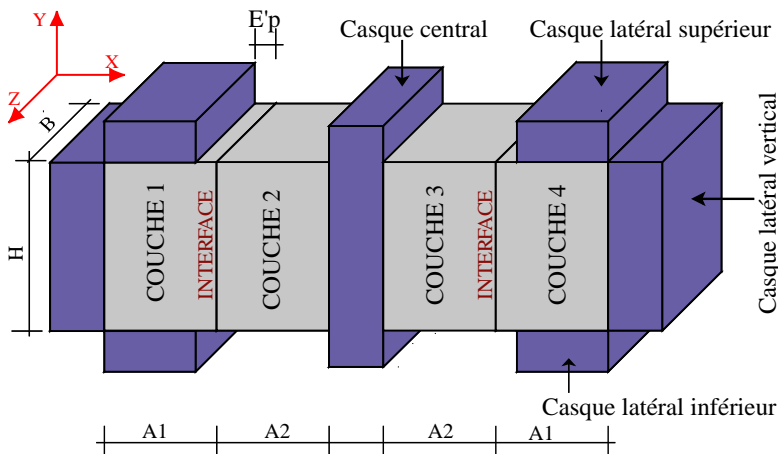 Y
E'p
Casque central
Casque latéral supérieur
X
Z
B
H
COUCHE 1
INTERFACE
COUCHE 2
COUCHE 3
INTERFACE
COUCHE 4
Casque latéral vertical
Casque latéral inférieur
A1
A2
A2
A1